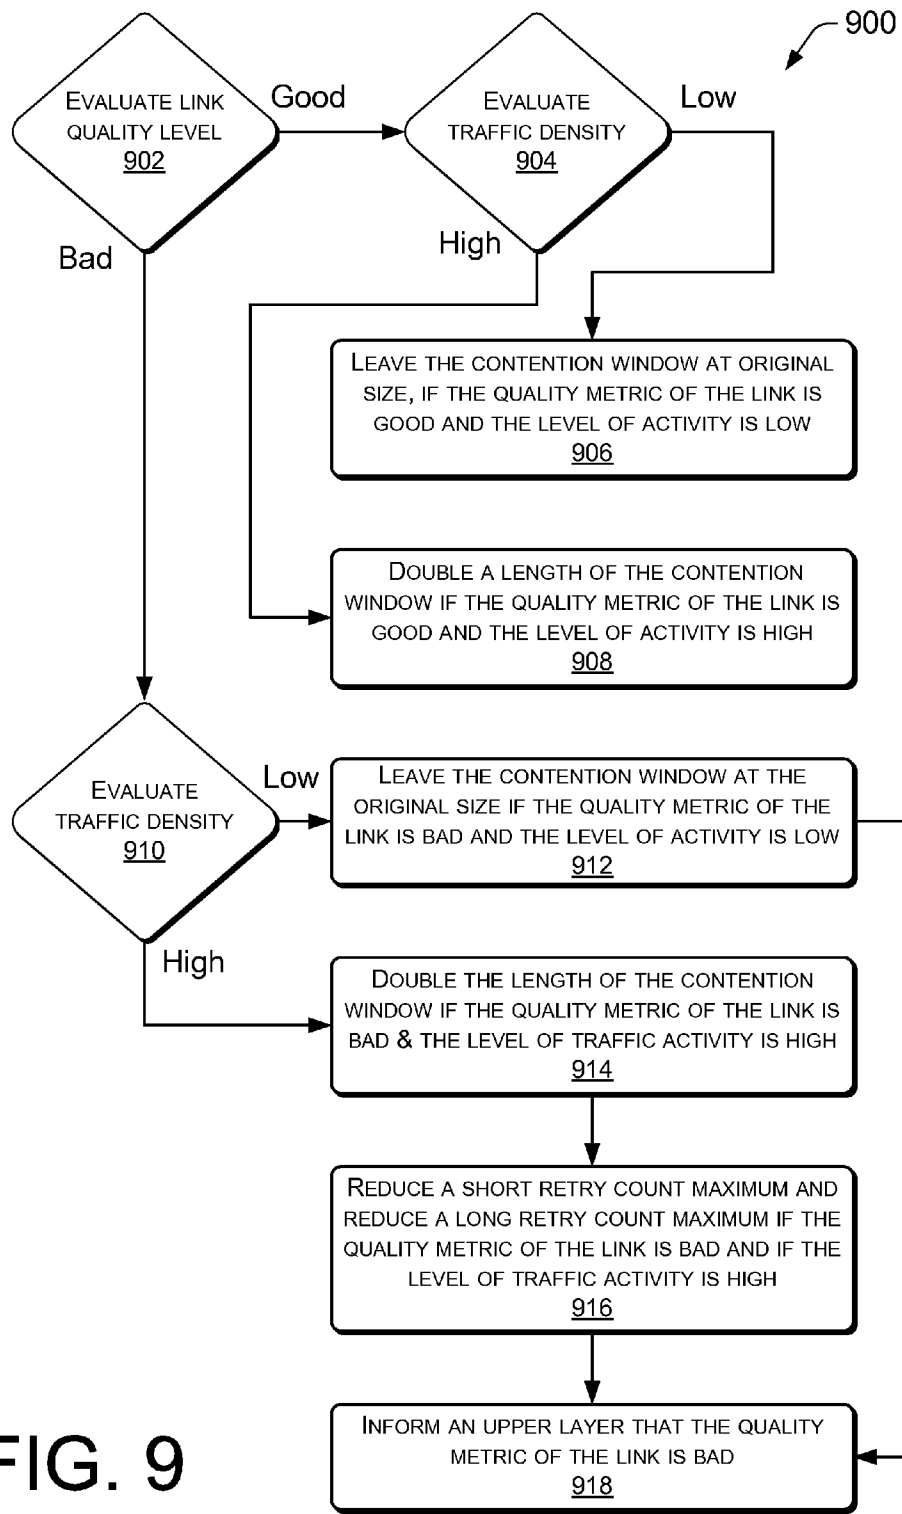 900
EVALUATE LINK
QUALITY LEVEL
902
Good
EVALUATE
TRAFFIC DENSITY
904
Low
High
Bad
LEAVE THE CONTENTION WINDOW AT ORIGINAL
SIZE, IF THE QUALITY METRIC OF THE LINK IS
GOOD AND THE LEVEL OF ACTIVITY IS LOW
906
DOUBLE A LENGTH OF THE CONTENTION
WINDOW IF THE QUALITY METRIC OF THE LINK IS
GOOD AND THE LEVEL OF ACTIVITY IS HIGH
908
EVALUATE
TRAFFIC DENSITY
910
Low
LEAVE THE CONTENTION WINDOW AT THE
ORIGINAL SIZE IF THE QUALITY METRIC OF THE
LINK IS BAD AND THE LEVEL OF ACTIVITY IS LOW
912
High
DOUBLE THE LENGTH OF THE CONTENTION
WINDOW IF THE QUALITY METRIC OF THE LINK IS
BAD & THE LEVEL OF TRAFFIC ACTIVITY IS HIGH
914
REDUCE A SHORT RETRY COUNT MAXIMUM AND
REDUCE A LONG RETRY COUNT MAXIMUM IF THE
QUALITY METRIC OF THE LINK IS BAD AND IF THE
LEVEL OF TRAFFIC ACTIVITY IS HIGH
916
INFORM AN UPPER LAYER THAT THE QUALITY
METRIC OF THE LINK IS BAD
918
FIG. 9